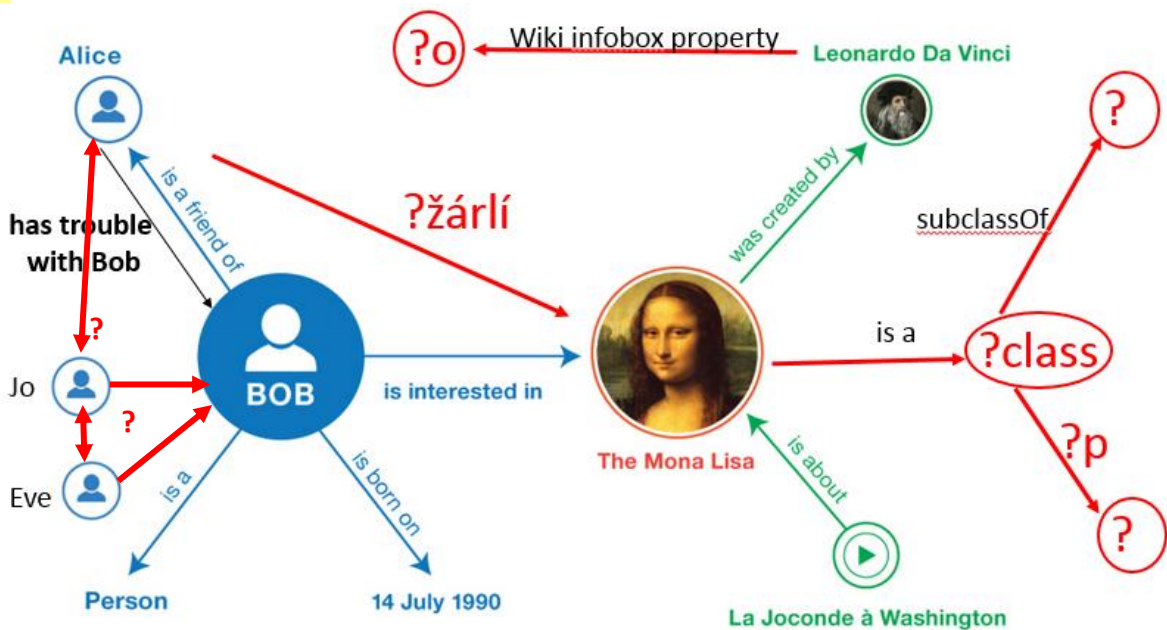 ?o
Wiki infobox property
Alice
Leonardo Da Vinci
?
is a friend of
has trouble
with Bob
?žárlí
was created by
subclassOf
?
Jo
?
BOB
is interested in
is a
?class
Eve
The Mona Lisa
?p
is a
is born on
is about
?
Person
14 July 1990
La Joconde à Washington